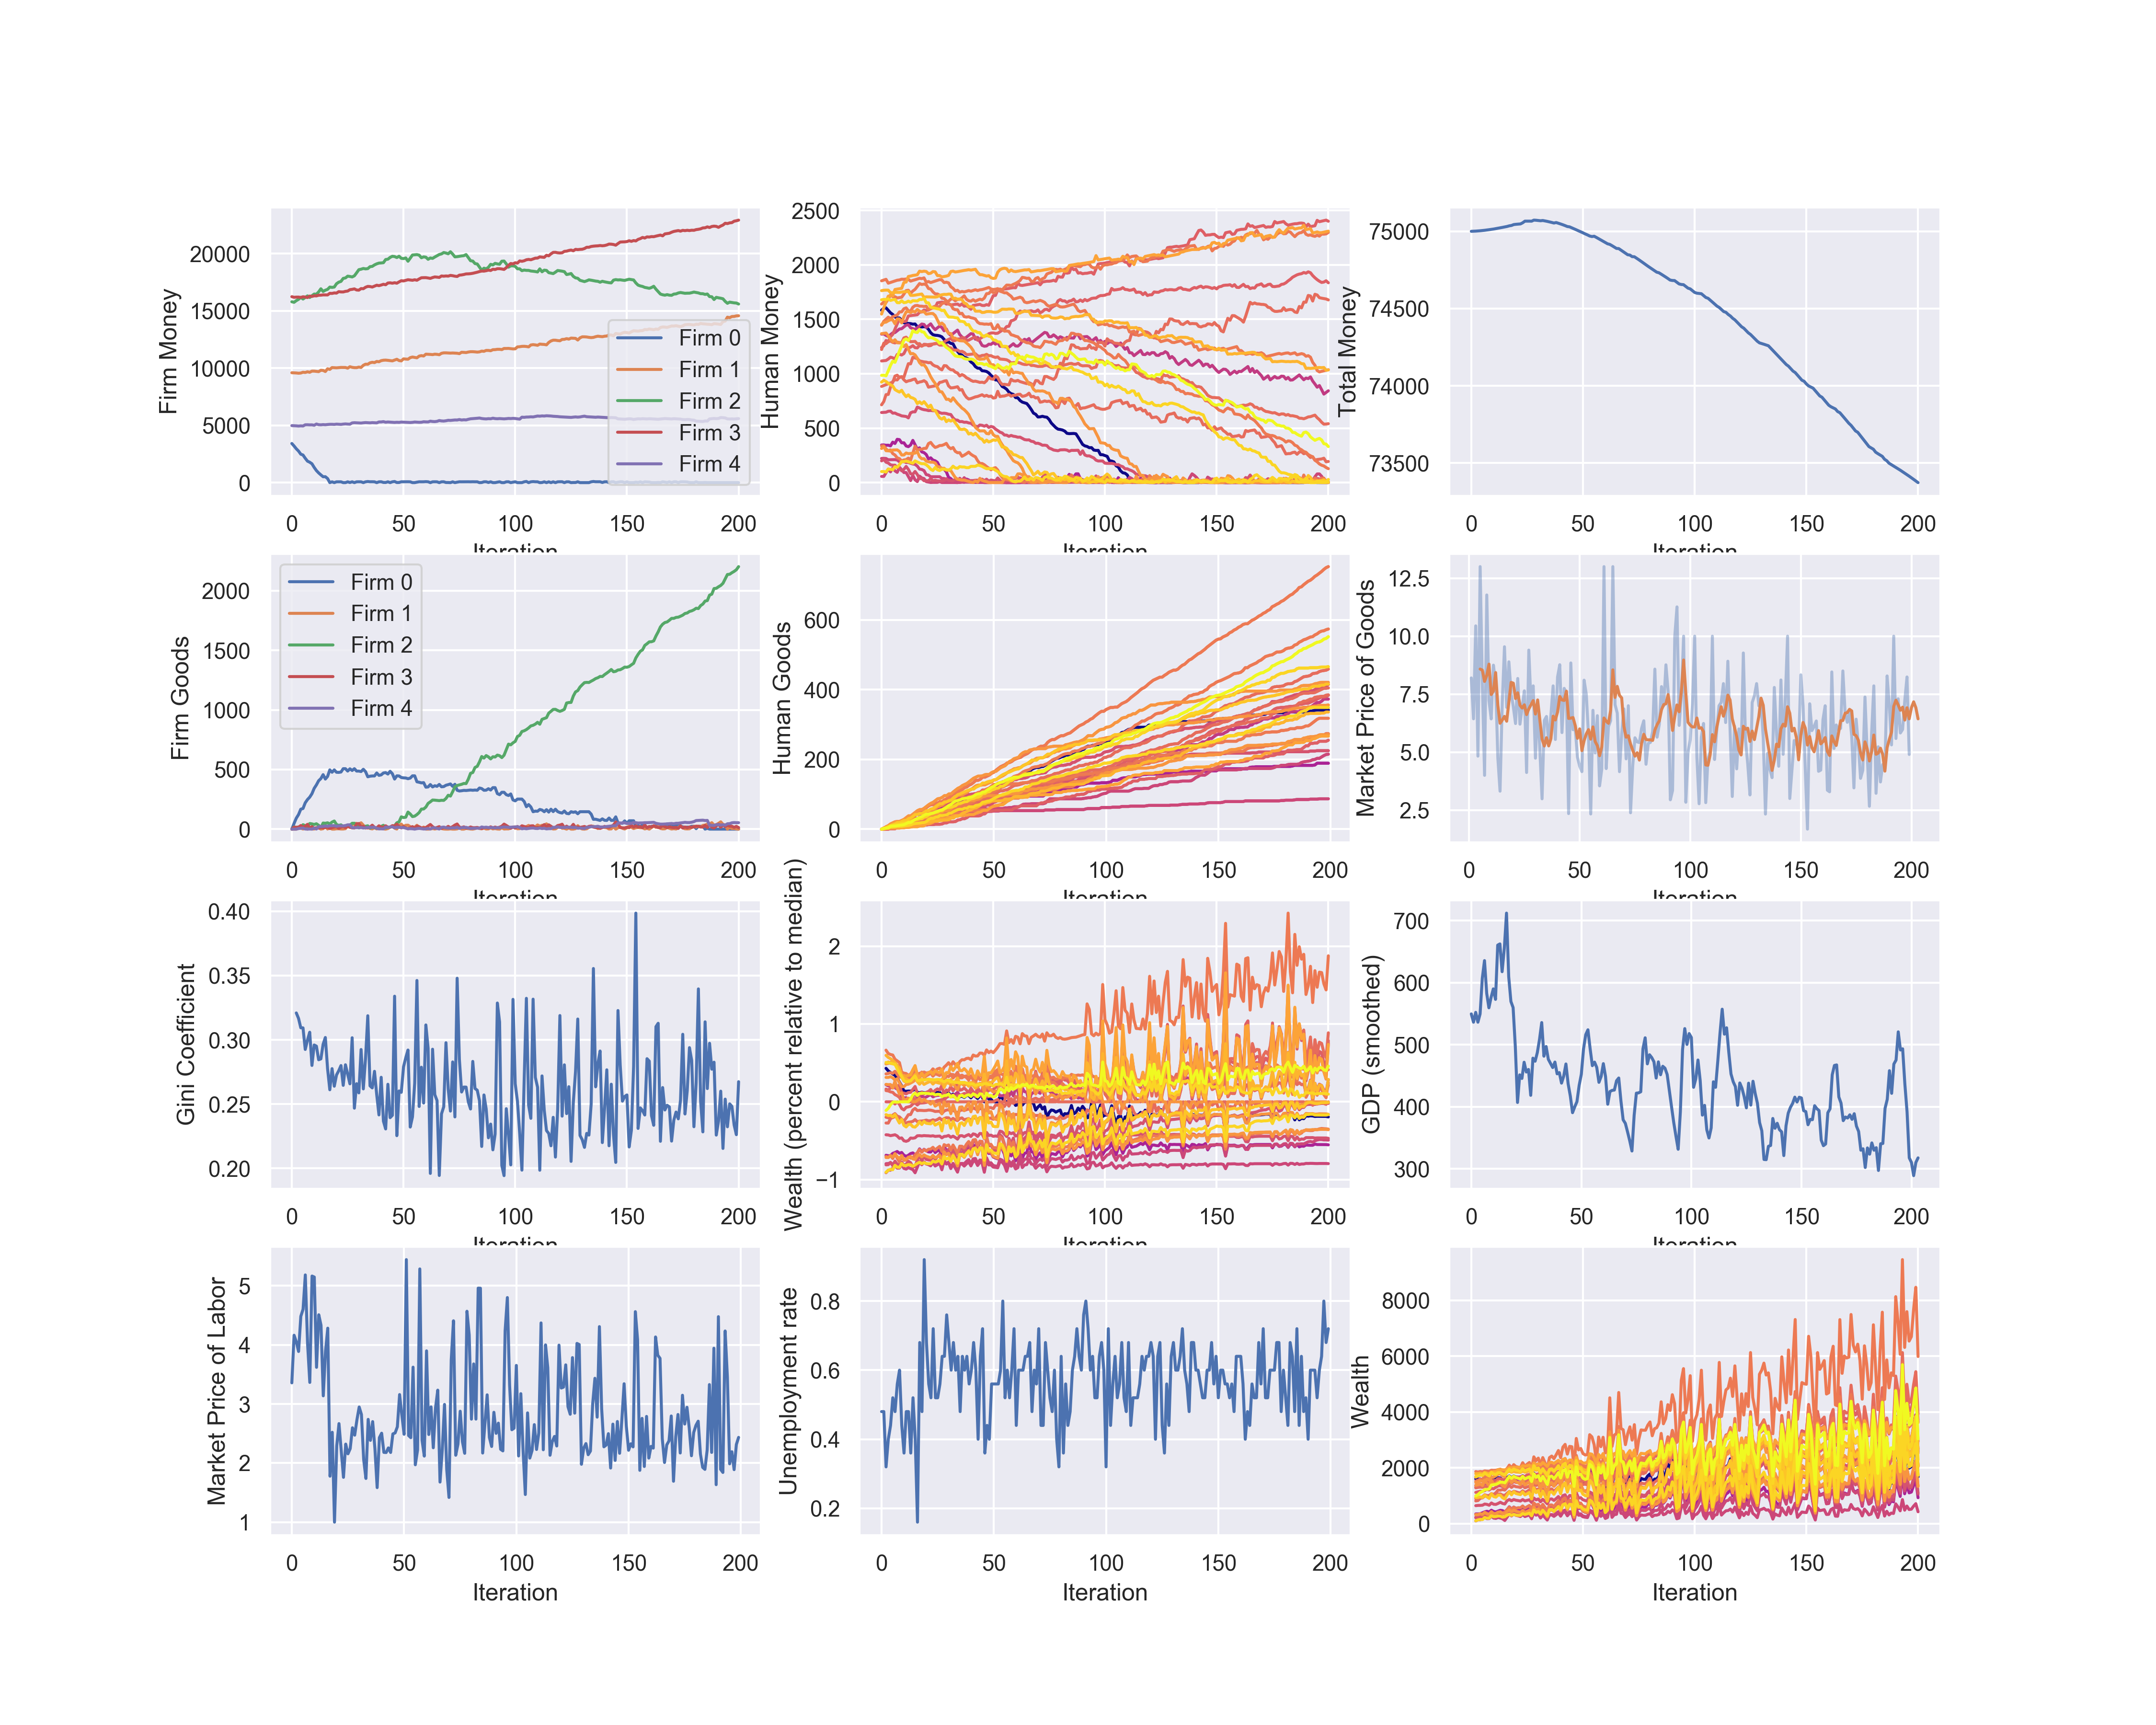 Firm Money
20000
15000
10000
5000
0
Firm 0
Firm 1
Firm 2
Firm 3
Firm 4
0 50 100 150 200
Iteration
Human Money
2500
2000
1500
1000
500
0
0 50 100 150 200
Iteration
Total Money
75000
74500
74000
73500
0 50 100 150 200
Iteration
Firm Goods
2000
1500
1000
500
0
Firm 0
Firm 1
Firm 2
Firm 3
Firm 4
0 50 100 150 200
Iteration
Human Goods
600
400
200
0
0 50 100 150 200
Iteration
Market Price of Goods
12.5
10.0
7.5
5.0
2.5
0 50 100 150 200
Iteration
Gini Coefficient
0.40
0.35
0.30
0.25
0.20
0 50 100 150 200
Iteration
Wealth (percent relative to median)
2
1
0
−1
0 50 100 150 200
Iteration
GDP (smoothed)
700
600
500
400
300
0 50 100 150 200
Iteration
Market Price of Labor
5
4
3
2
1
0 50 100 150 200
Iteration
Unemployment rate
0.8
0.6
0.4
0.2
0 50 100 150 200
Iteration
Wealth
8000
6000
4000
2000
0
0 50 100 150 200
Iteration